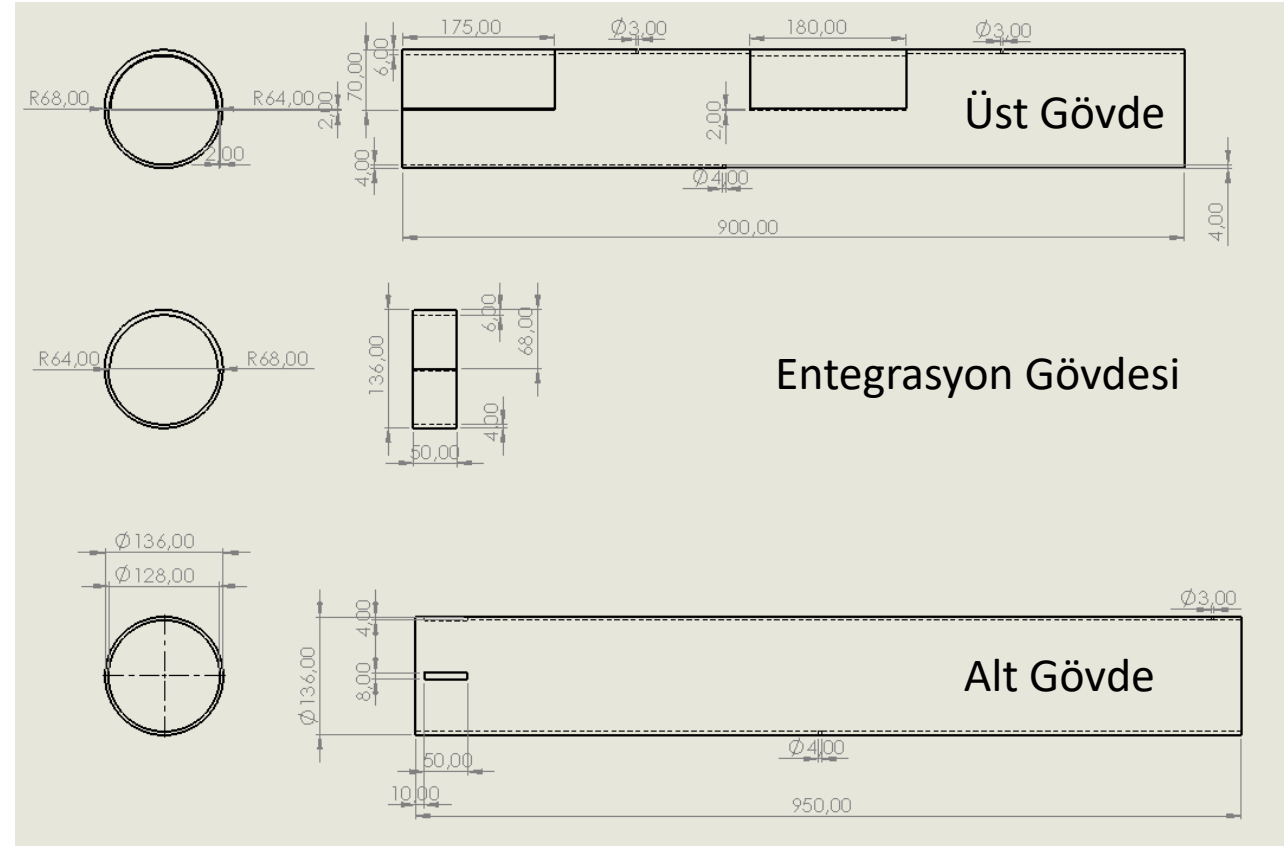 175,00
Ø3,00
180,00
Ø3,00
6,00
70,00
R68,00
R64,00
2,00
2,00
Üst Gövde
2,00
4,00
Ø4,00
4,00
900,00
136,00
6,00
68,00
R64,00
R68,00
Entegrasyon Gövdesi
4,00
50,00
Ø136,00
Ø128,00
Ø3,00
4,00
Ø136,00
8,00
Alt Gövde
Ø4,00
50,00
10,00
950,00